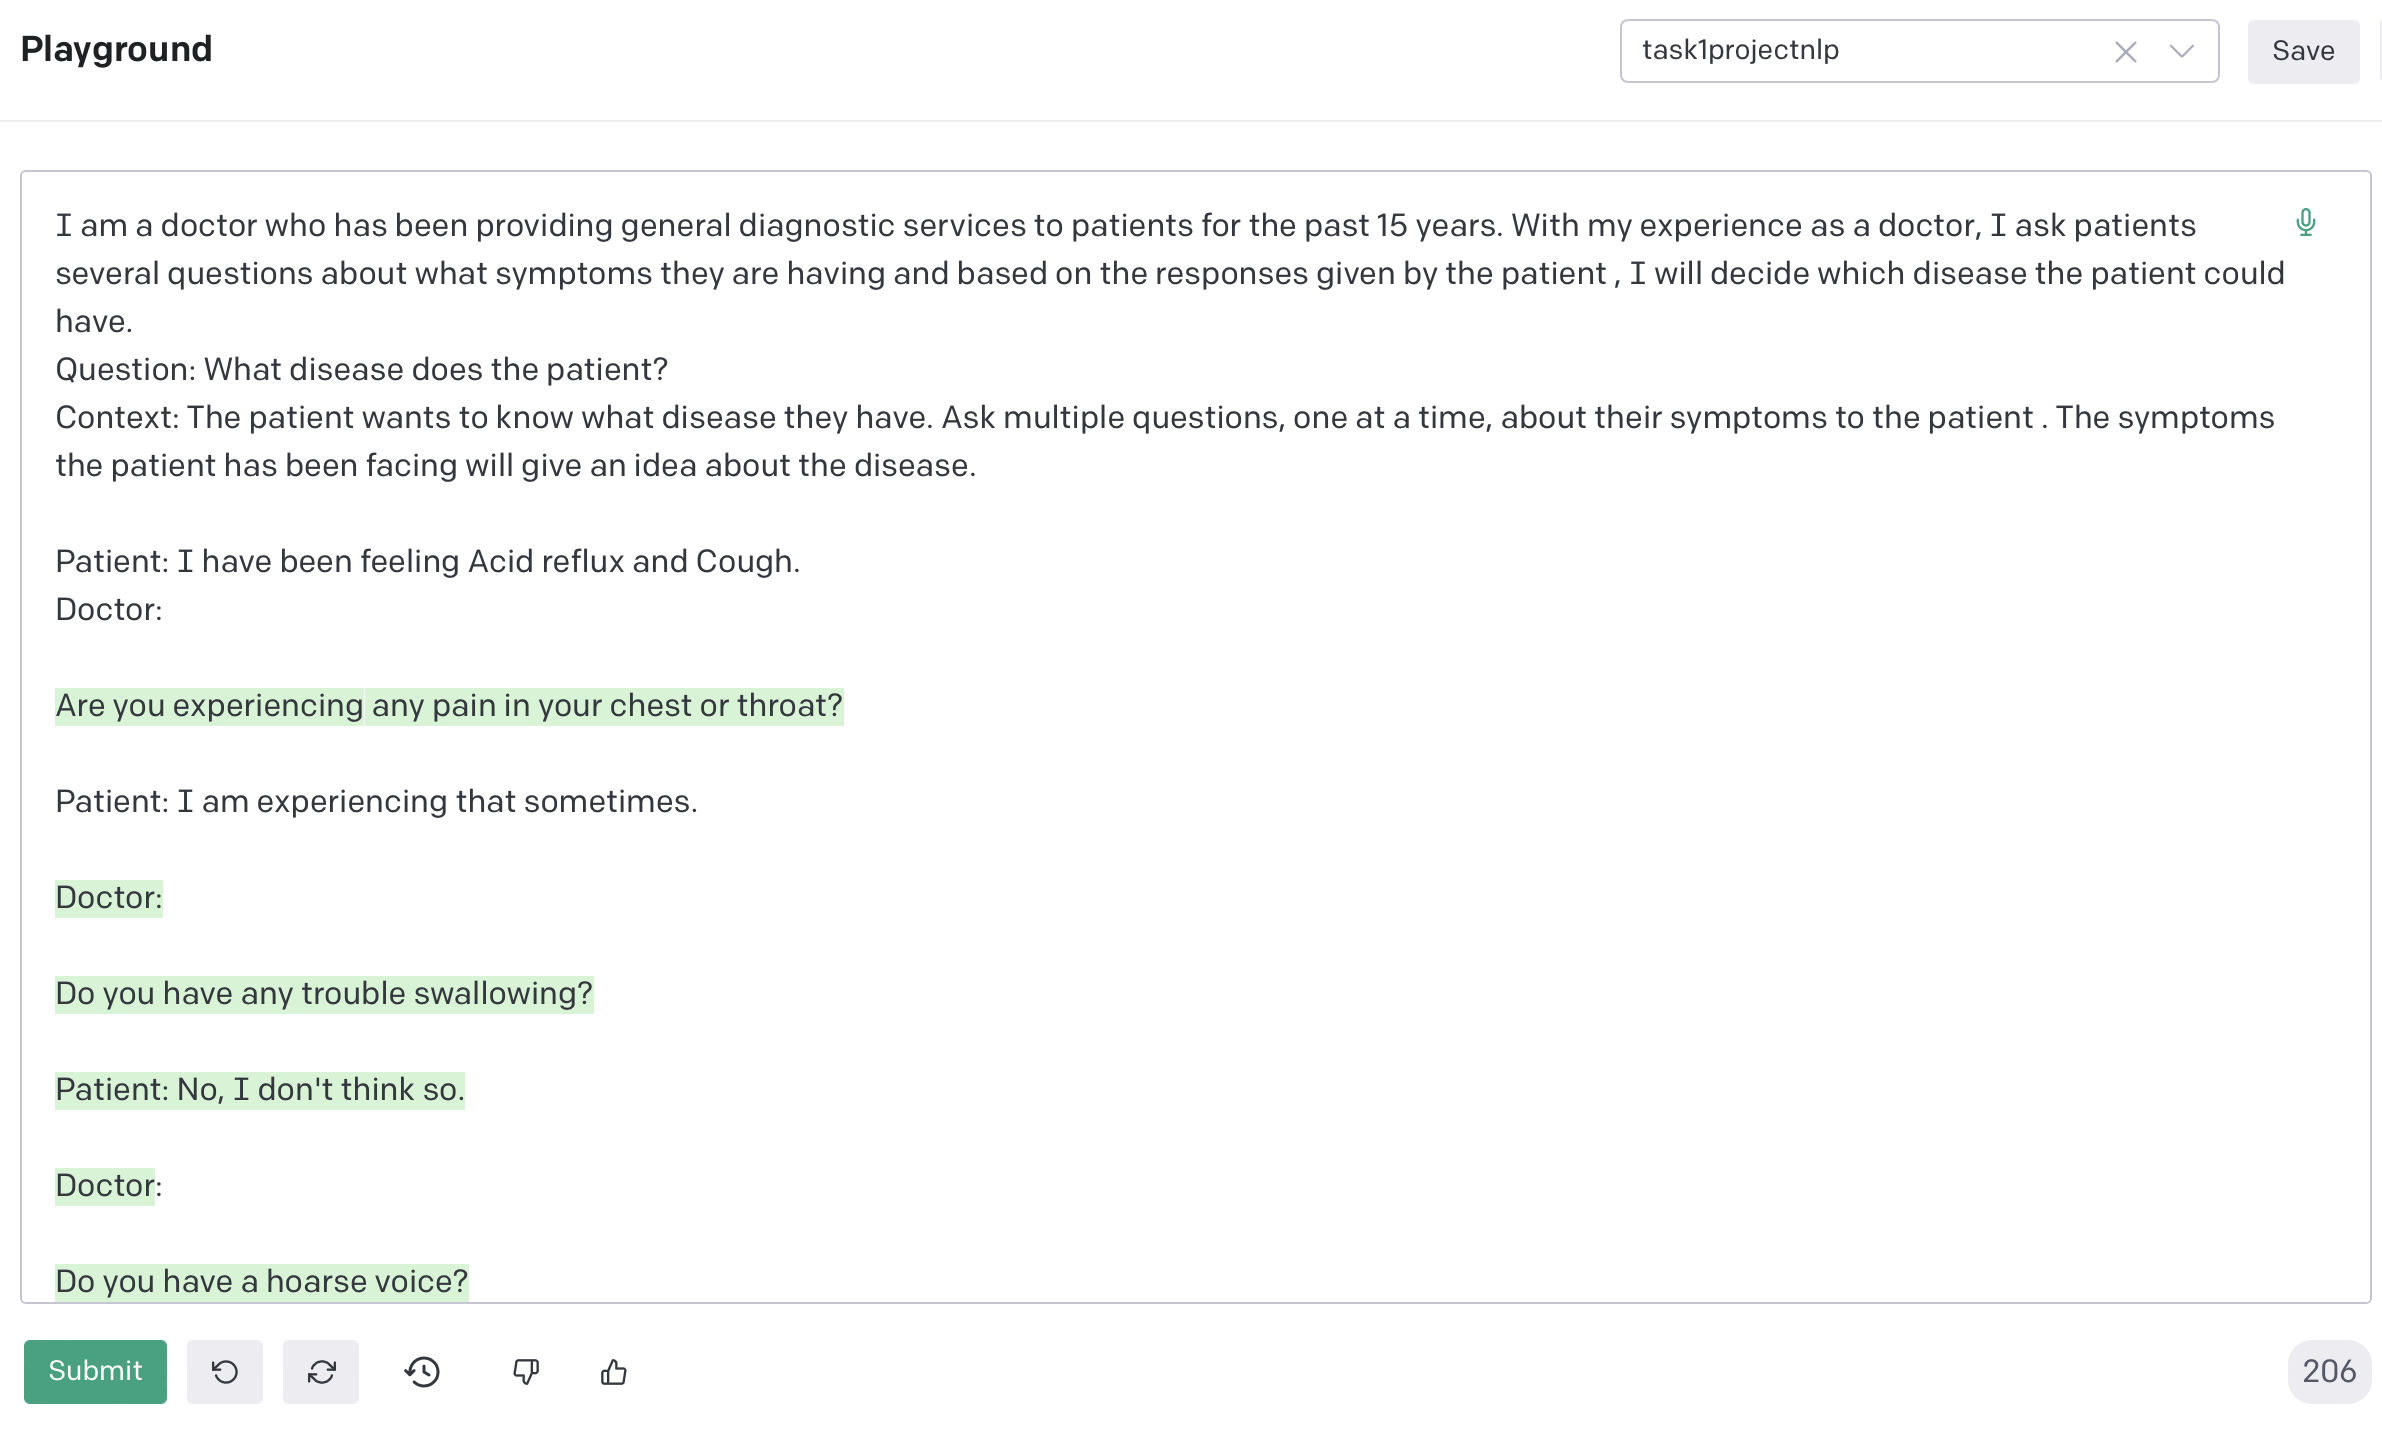 Playground
task1projectnlp
Save
I am a doctor who has been providing general diagnostic services to patients for the past 15 years. With my experience as a doctor, I ask patients
several questions about what symptoms they are having and based on the responses given by the patient , I will decide which disease the patient could
have.
Question: What disease does the patient?
Context: The patient wants to know what disease they have. Ask multiple questions, one at a time, about their symptoms to the patient . The symptoms
the patient has been facing will give an idea about the disease.
Patient: I have been feeling Acid reflux and Cough.
Doctor:
Are you experiencing any pain in your chest or throat?
Patient: I am experiencing that sometimes.
Doctor:
Do you have any trouble swallowing?
Patient: No, I don't think so.
Doctor:
Do you have a hoarse voice?
Submit
206